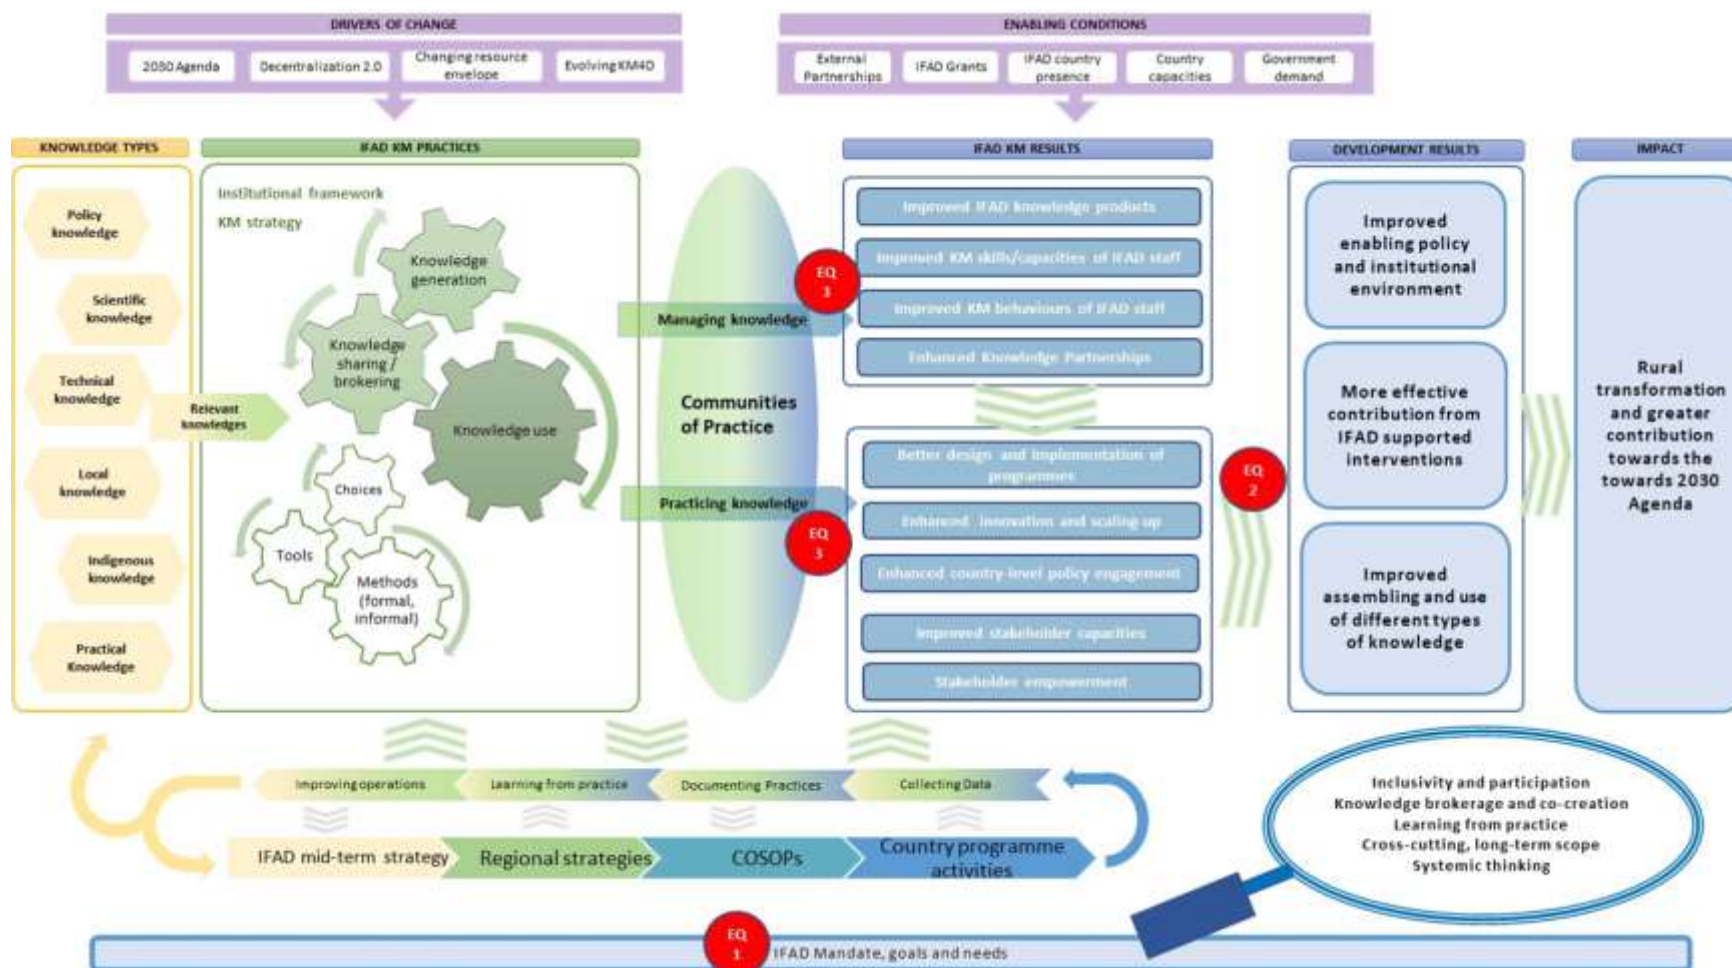 DRIVERS OF CHANGE
2030 Agenda
Decentralization 2.0
Changing resource
envelope
Evolving KM4D
ENABLING CONDITIONS
External
Partnerships
IFAD Grants
IFAD country
presence
Country
capacities
Government
demand
KNOWLEDGE TYPES
Policy
knowledge
Scientific
knowledge
Technical
knowledge
Local
knowledge
Indigenous
knowledge
Practical
Knowledge
Relevant
knowledges
IFAD KM PRACTICES
Institutional framework
KM strategy
Knowledge
generation
Knowledge
sharing /
brokering
Knowledge use
Choices
Tools
Methods
(formal,
informal)
Managing knowledge
Communities
of Practice
Practicing knowledge
EQ
3
EQ
3
IFAD KM RESULTS
Improved IFAD knowledge products
Improved KM skills/capacities of IFAD staff
Improved KM behaviours of IFAD staff
Enhanced Knowledge Partnerships
Better design and implementation of
programmes
Enhanced innovation and scaling up
Enhanced country-level policy engagement
Improved stakeholder capacities
Stakeholder empowerment
EQ
2
DEVELOPMENT RESULTS
Improved
enabling policy
and institutional
environment
More effective
contribution from
IFAD supported
interventions
Improved
assembling and use
of different types
of knowledge
IMPACT
Rural
transformation
and greater
contribution
towards the
towards 2030
Agenda
Improving operations
Learning from practice
Documenting Practices
Collecting Data
IFAD mid-term strategy
Regional strategies
COSOPs
Country programme
activities
Inclusivity and participation
Knowledge brokerage and co-creation
Learning from practice
Cross-cutting, long-term scope
Systemic thinking
EQ
1
IFAD Mandate, goals and needs